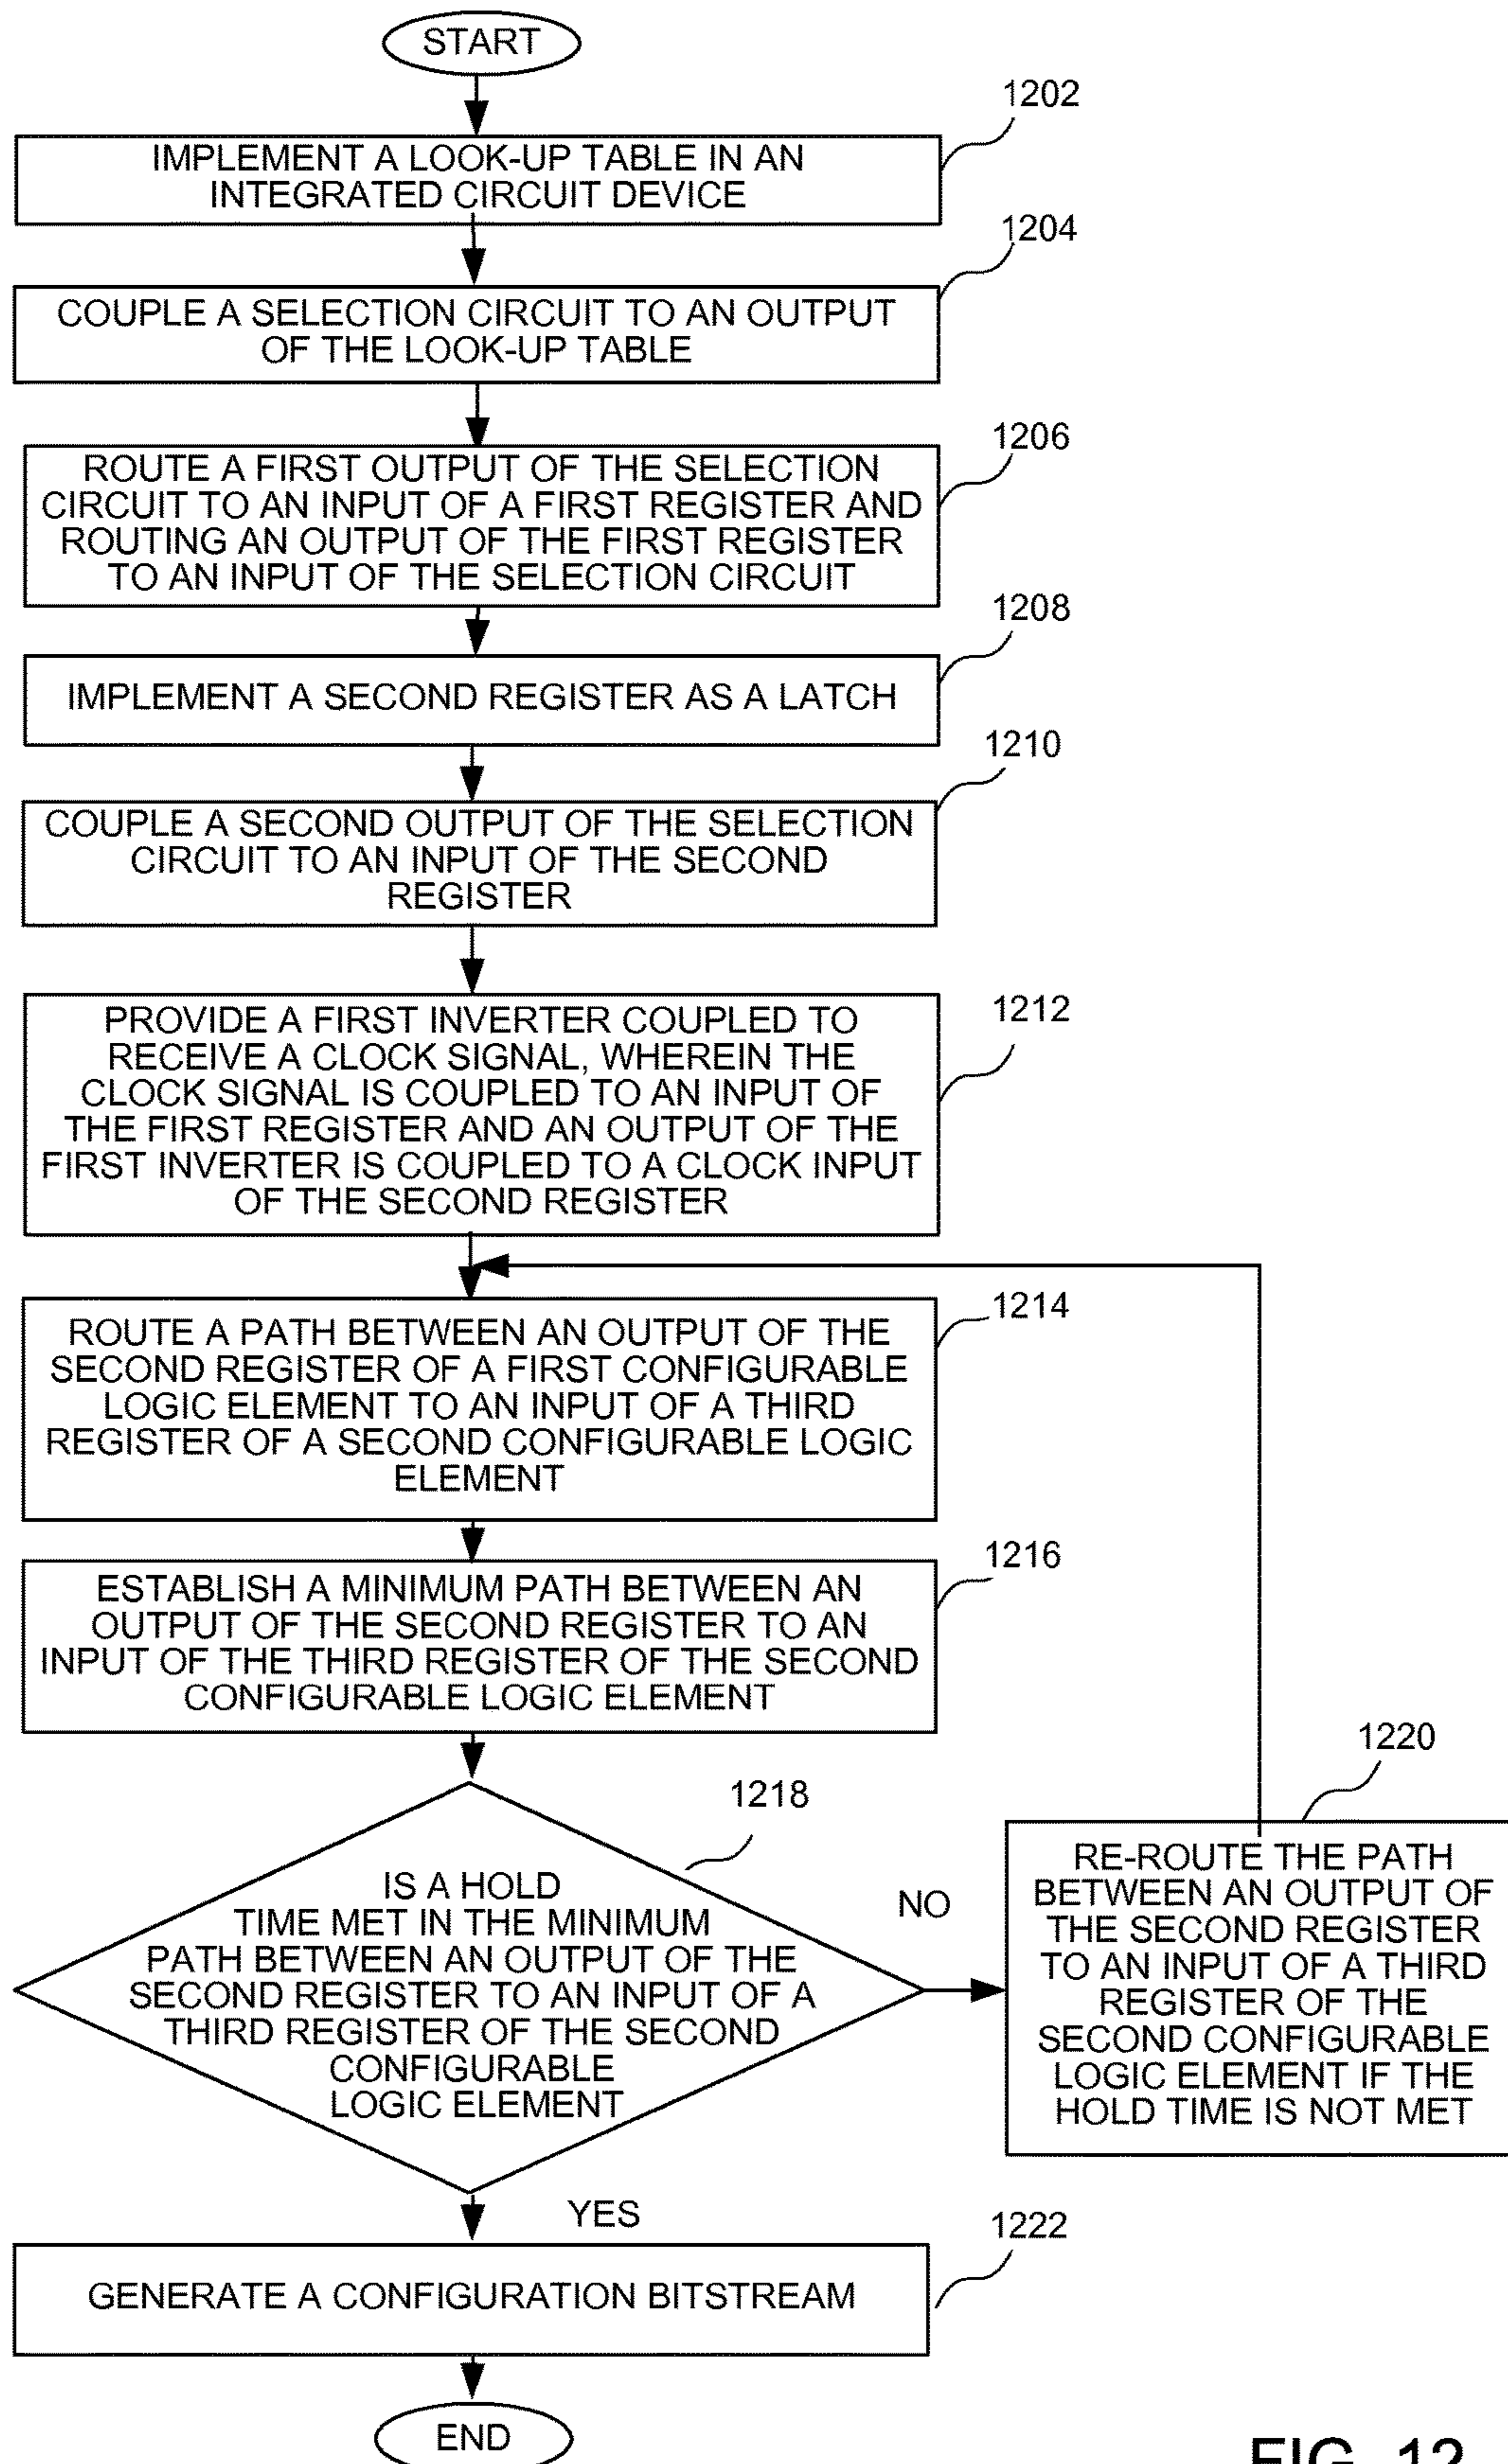 START
1202
IMPLEMENT A LOOK-UP TABLE IN AN
INTEGRATED CIRCUIT DEVICE
1204
COUPLE A SELECTION CIRCUIT TO AN OUTPUT
OF THE LOOK-UP TABLE
1206
ROUTE A FIRST OUTPUT OF THE SELECTION
CIRCUIT TO AN INPUT OF A FIRST REGISTER AND
ROUTING AN OUTPUT OF THE FIRST REGISTER
TO AN INPUT OF THE SELECTION CIRCUIT
1208
IMPLEMENT A SECOND REGISTER AS A LATCH
1210
COUPLE A SECOND OUTPUT OF THE SELECTION
CIRCUIT TO AN INPUT OF THE SECOND
REGISTER
1212
PROVIDE A FIRST INVERTER COUPLED TO
RECEIVE A CLOCK SIGNAL, WHEREIN THE
CLOCK SIGNAL IS COUPLED TO AN INPUT OF
THE FIRST REGISTER AND AN OUTPUT OF THE
FIRST INVERTER IS COUPLED TO A CLOCK INPUT
OF THE SECOND REGISTER
1214
ROUTE A PATH BETWEEN AN OUTPUT OF THE
SECOND REGISTER OF A FIRST CONFIGURABLE
LOGIC ELEMENT TO AN INPUT OF A THIRD
REGISTER OF A SECOND CONFIGURABLE LOGIC
ELEMENT
1216
ESTABLISH A MINIMUM PATH BETWEEN AN
OUTPUT OF THE SECOND REGISTER TO AN
INPUT OF THE THIRD REGISTER OF THE SECOND
CONFIGURABLE LOGIC ELEMENT
1218
IS A HOLD
TIME MET IN THE MINIMUM
PATH BETWEEN AN OUTPUT OF THE
SECOND REGISTER TO AN INPUT OF A
THIRD REGISTER OF THE SECOND
CONFIGURABLE
LOGIC ELEMENT
NO
1220
RE-ROUTE THE PATH
BETWEEN AN OUTPUT OF
THE SECOND REGISTER
TO AN INPUT OF A THIRD
REGISTER OF THE
SECOND CONFIGURABLE
LOGIC ELEMENT IF THE
HOLD TIME IS NOT MET
YES
1222
GENERATE A CONFIGURATION BITSTREAM
END
FIG. 12